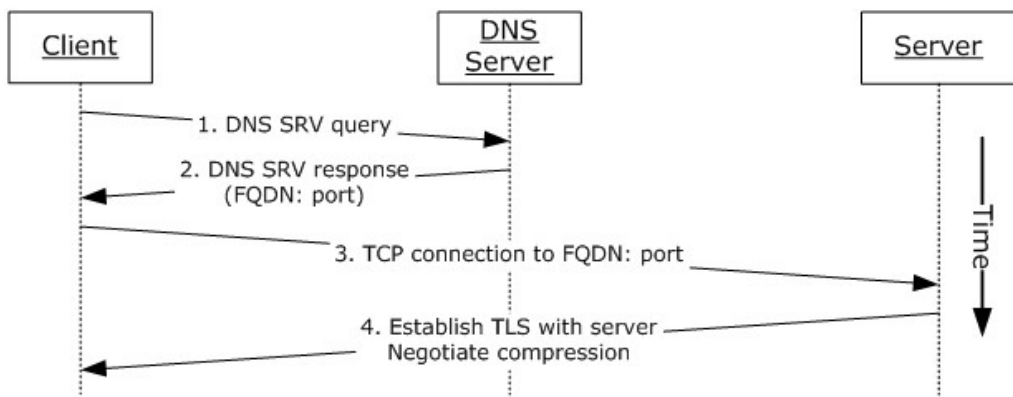 Client
DNS
Server
Server
1. DNS SRV query
2. DNS SRV response
(FQDN: port)
3. TCP connection to FQDN: port
4. Establish TLS with server
Negotiate compression
Time